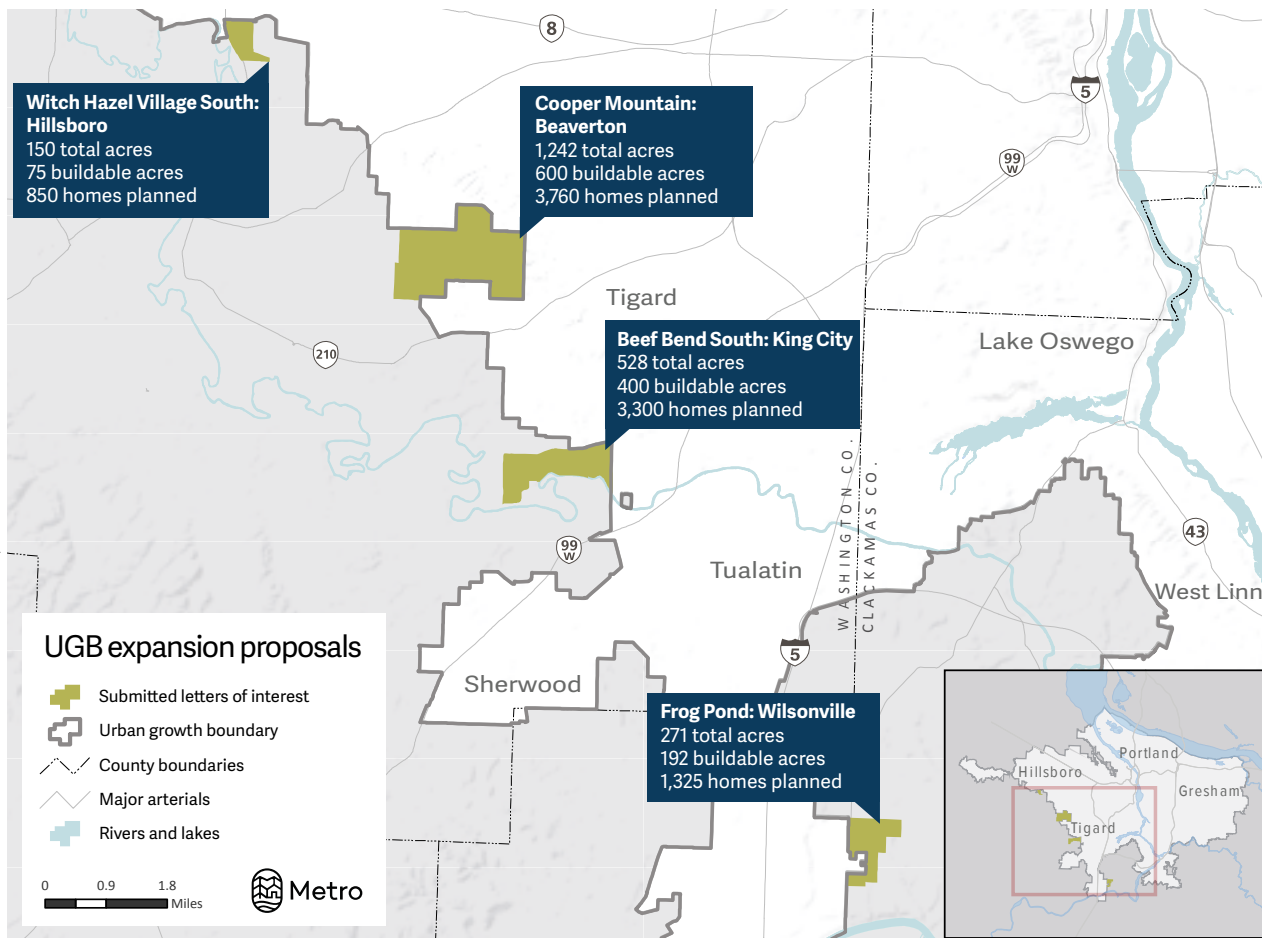 8
5
Witch Hazel Village South:
Hillsboro
150 total acres
75 buildable acres
850 homes planned
Cooper Mountain:
Beaverton
1,242 total acres
600 buildable acres
3,760 homes planned
99
W
Tigard
Beef Bend South: King City
528 total acres
400 buildable acres
3,300 homes planned
Lake Oswego
210
WASHINGTON CO.
CLACKAMAS CO.
43
99
W
Tualatin
West Linn
5
Sherwood
Frog Pond: Wilsonville
271 total acres
192 buildable acres
1,325 homes planned
UGB expansion proposals
Submitted letters of interest
Urban growth boundary
County boundaries
Major arterials
Rivers and lakes
0 0.9 1.8
Miles
Metro
Portland
Hillsboro
Gresham
Tigard